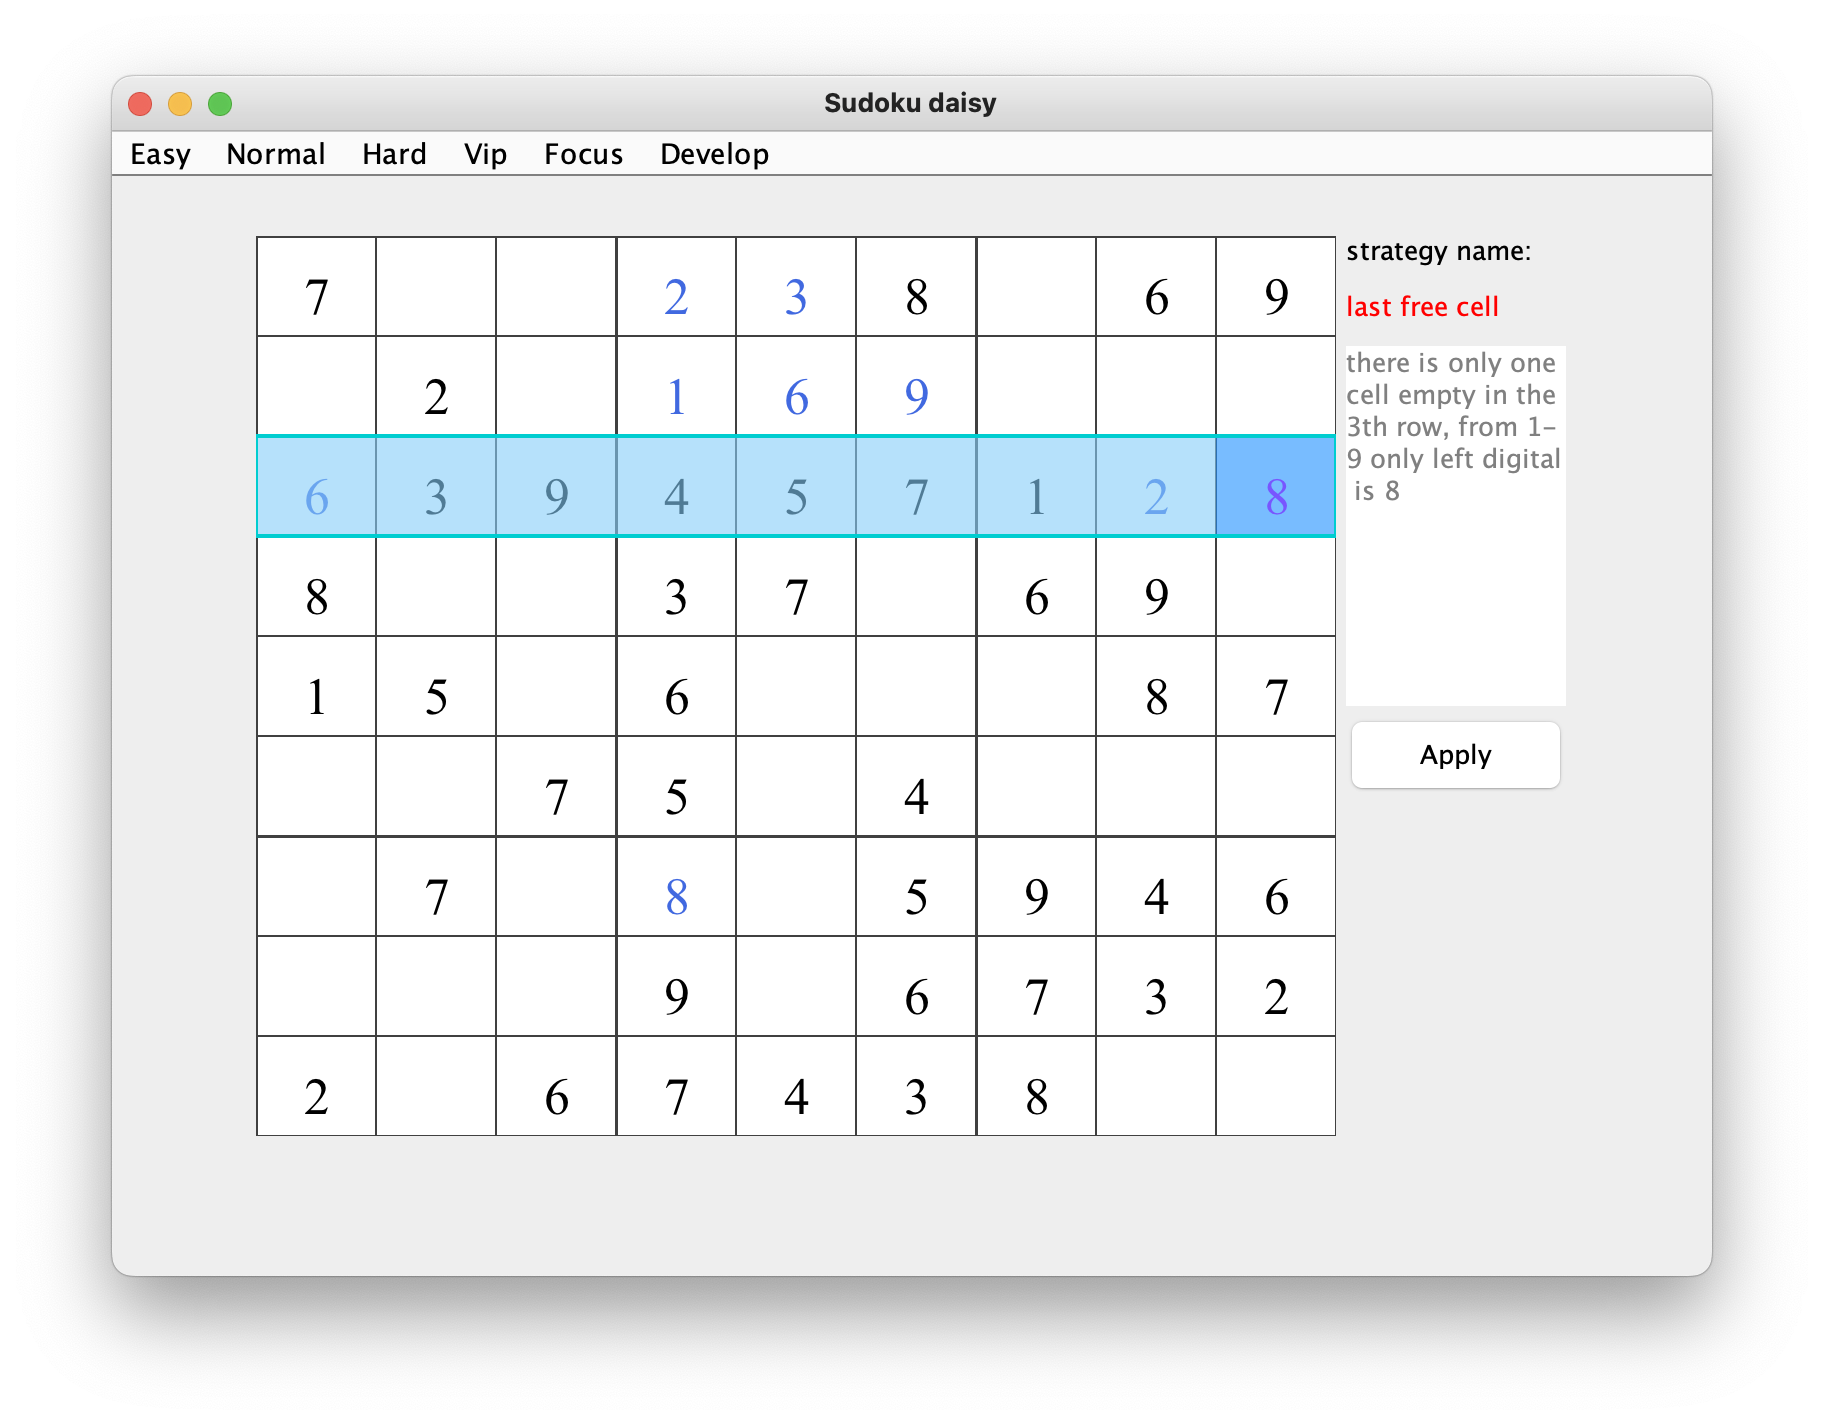 Sudoku daisy
Easy Normal Hard Vip Focus Develop
7 2 3 8 6 9
2 1 6 9
6 3 9 4 5 7 1 2 8
8 3 7 6 9
1 5 6 8 7
7 5 4
7 8 5 9 4 6
9 6 7 3 2
2 6 7 4 3 8
strategy name:
last free cell
there is only one
cell empty in the
3th row, from 1-
9 only left digital
is 8
Apply